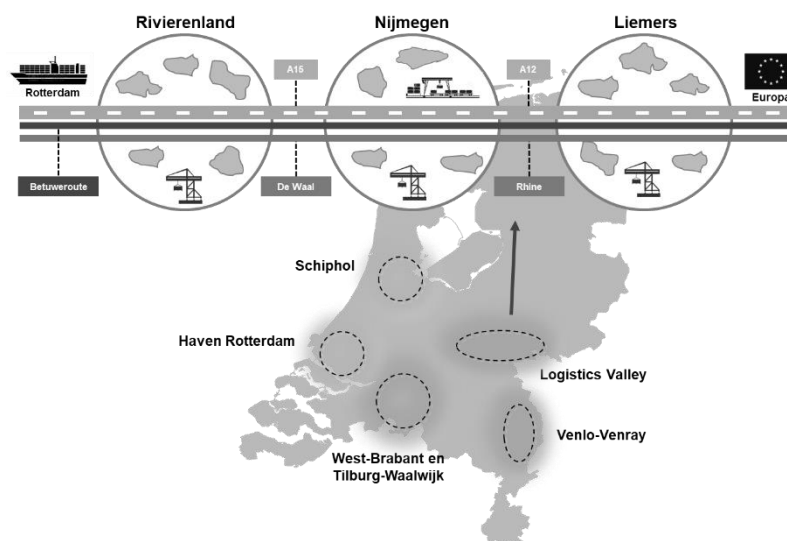 Rivierenland
Nijmegen
Liemers
Rotterdam
A15
A12
Europa
Betuweroute
De Waal
Rhine
Schiphol
Haven Rotterdam
Logistics Valley
Venlo-Venray
West-Brabant en
Tilburg-Waalwijk